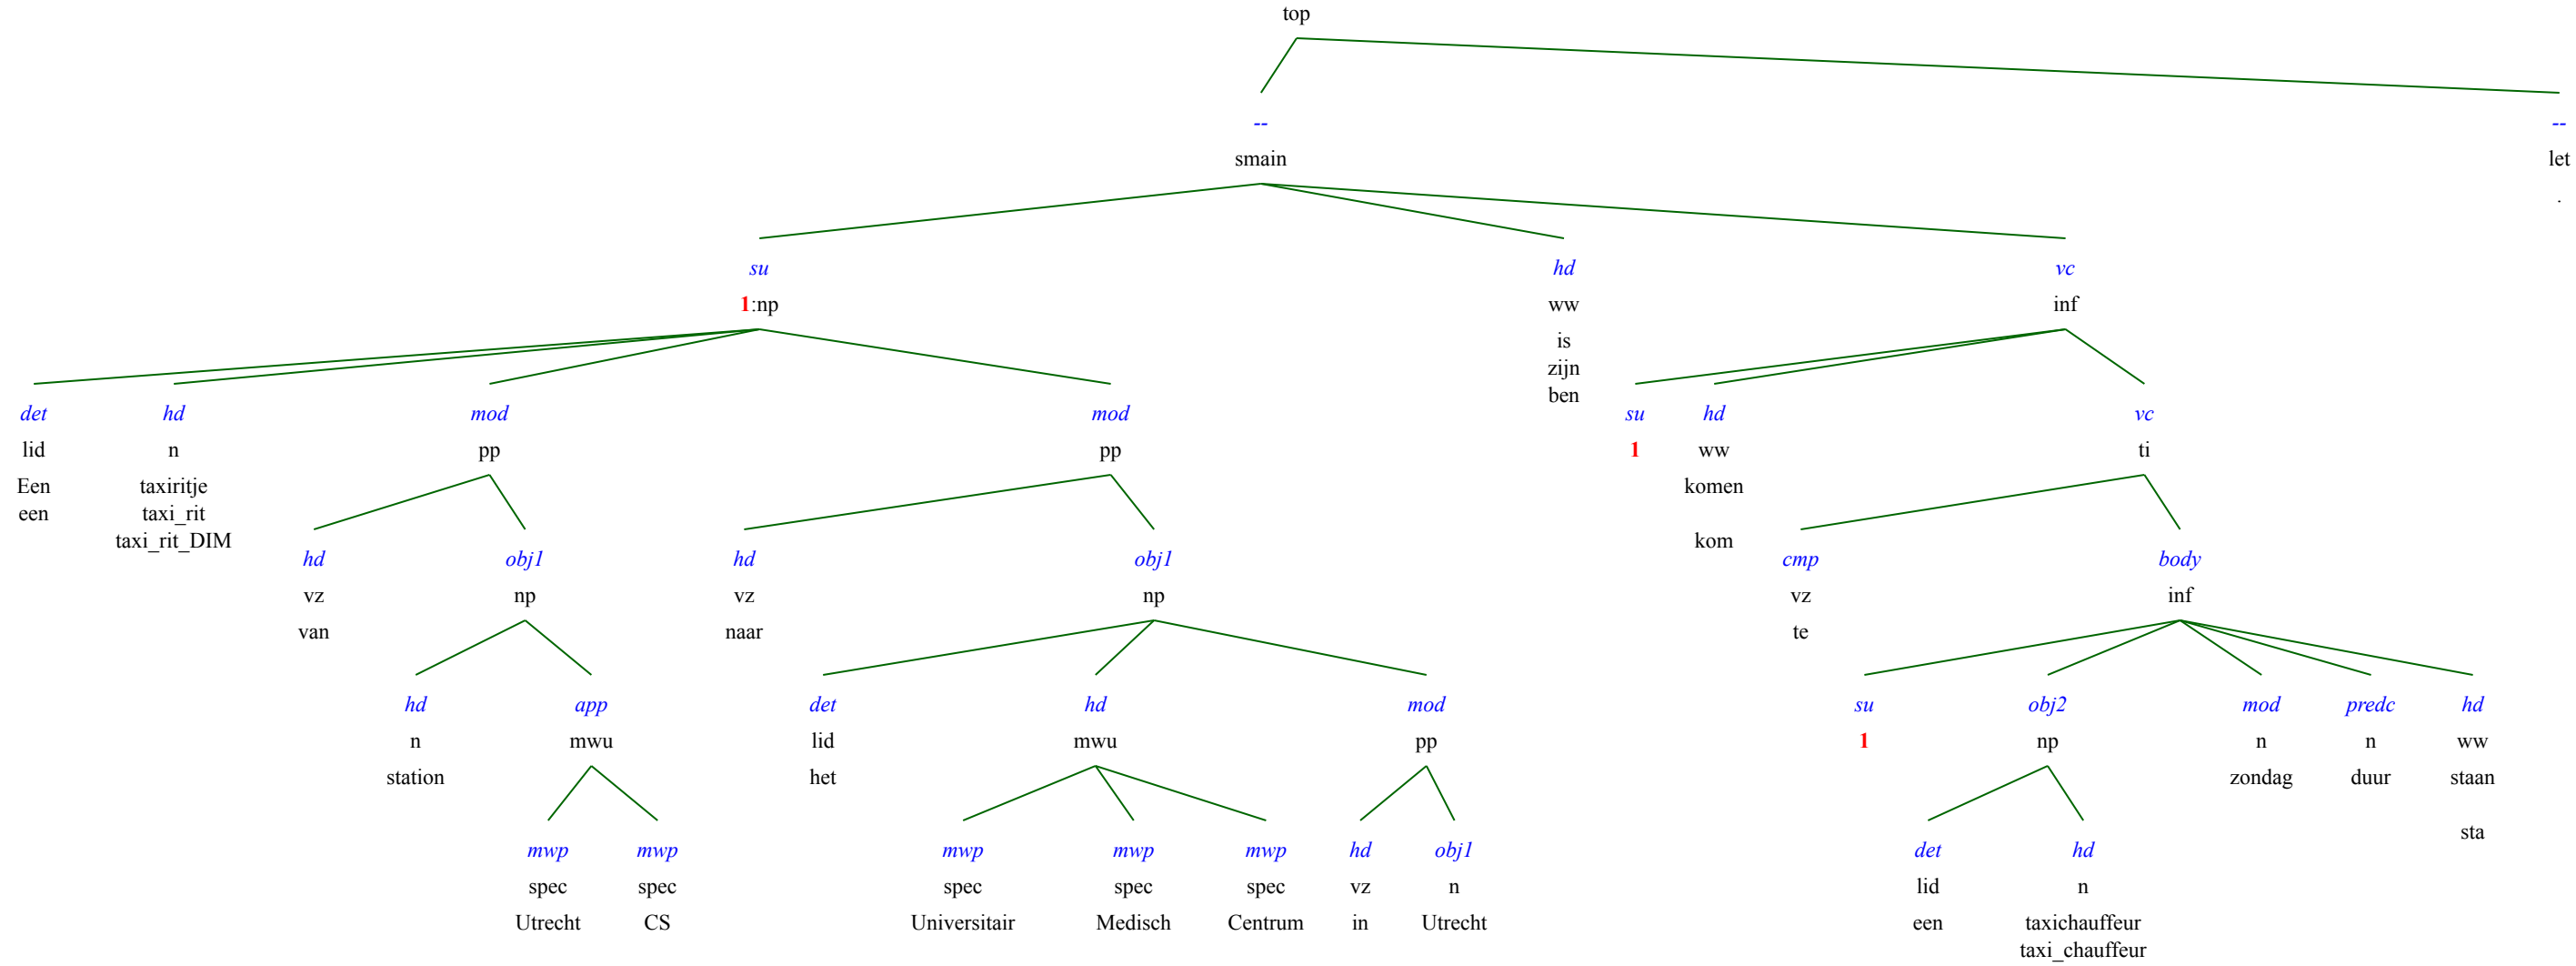 top
-- --
smain let
.
su hd vc
1:np ww inf
is
zijn
ben
det hd mod mod su hd vc
lid n pp pp 1 ww ti
Een taxiritje komen
een taxi_rit
taxi_rit_DIM kom
hd obj1 hd obj1 cmp body
vz np vz np vz inf
van naar te
hd app det hd mod su obj2 mod predc hd
n mwu lid mwu pp 1 np n n ww
station het zondag duur staan
sta
mwp mwp mwp mwp mwp hd obj1 det hd
spec spec spec spec spec vz n lid n
Utrecht CS Universitair Medisch Centrum in Utrecht een taxichauffeur
taxi_chauffeur